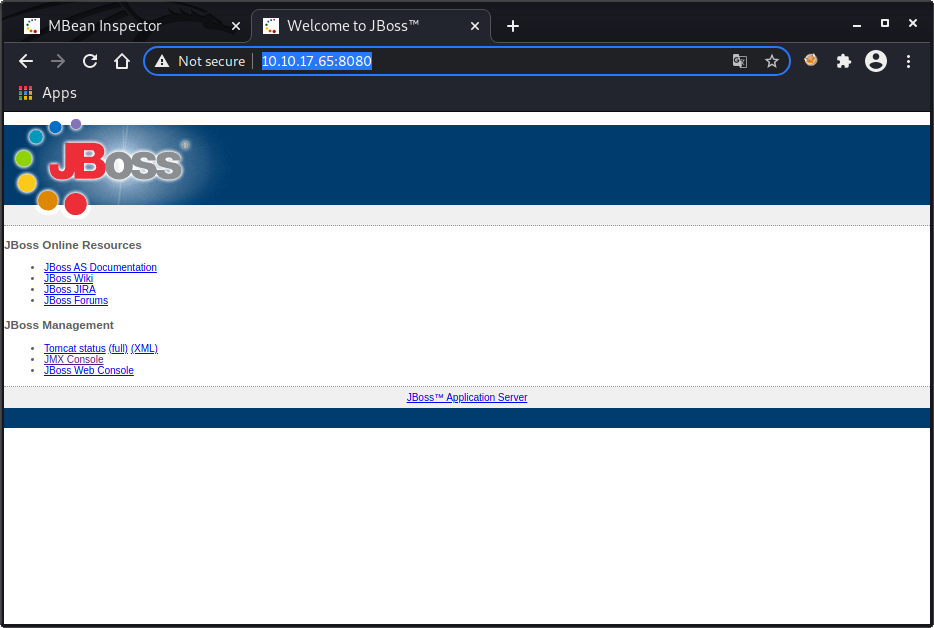 MBean Inspector
Welcome to JBoss™
Not secure
10.10.17.65:8080
Apps
JBoss
JBoss Online Resources
JBoss AS Documentation
JBoss Wiki
JBoss JIRA
JBoss Forums
JBoss Management
Tomcat status (full) (XML)
JMX Console
JBoss Web Console
JBoss™ Application Server